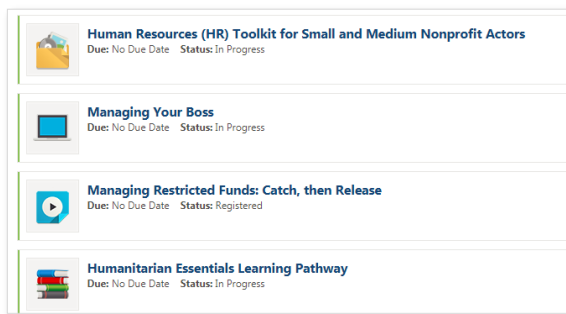 Human Resources (HR) Toolkit for Small and Medium Nonprofit Actors
Due: No Due Date Status: In Progress
Managing Your Boss
Due: No Due Date Status: In Progress
Managing Restricted Funds: Catch, then Release
Due: No Due Date Status: Registered
Humanitarian Essentials Learning Pathway
Due: No Due Date Status: In Progress